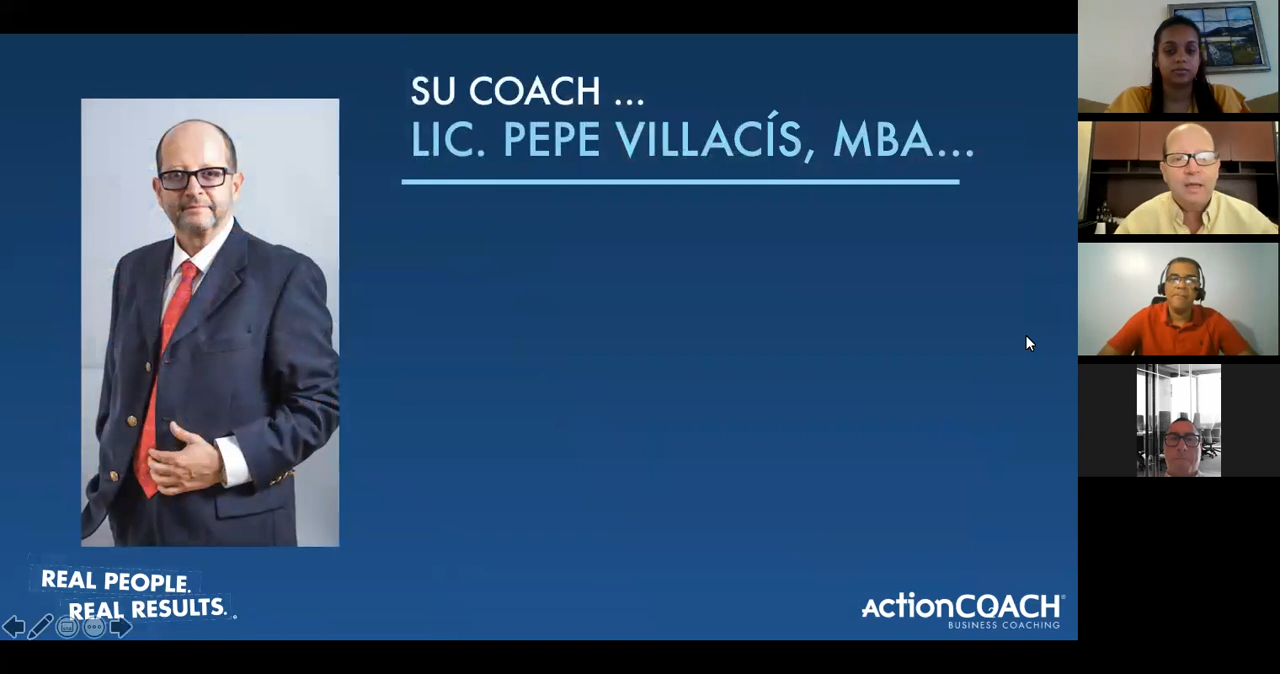 SU COACH ...
LIC. PEPE VILLACÍS, MBA...
REAL PEOPLE.
REAL RESULTS.
ActionCOACH®
BUSINESS COACHING